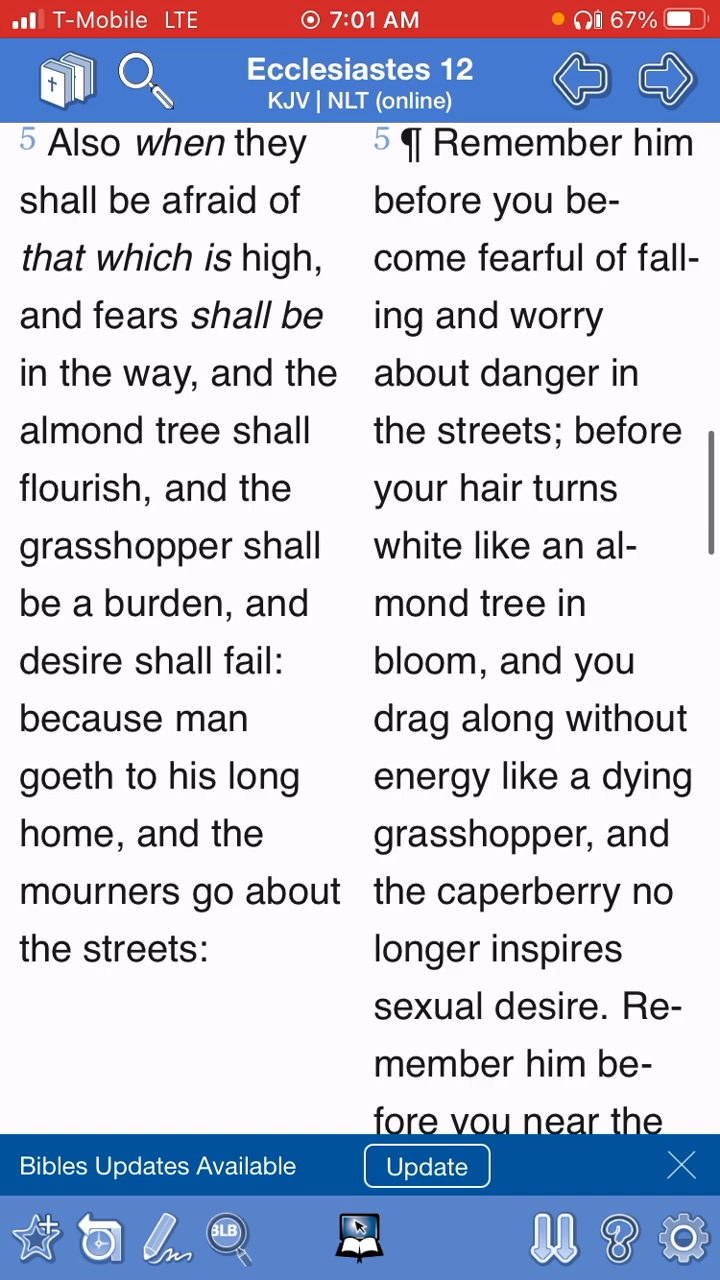 T-Mobile LTE 7:01 AM 67%
Ecclesiastes 12
KJV | NLT (online)
5 Also when they
shall be afraid of
that which is high,
and fears shall be
in the way, and the
almond tree shall
flourish, and the
grasshopper shall
be a burden, and
desire shall fail:
because man
goeth to his long
home, and the
mourners go about
the streets:
5 ¶ Remember him
before you be-
come fearful of fall-
ing and worry
about danger in
the streets; before
your hair turns
white like an al-
mond tree in
bloom, and you
drag along without
energy like a dying
grasshopper, and
the caperberry no
longer inspires
sexual desire. Re-
member him be-
fore you near the
Bibles Updates Available Update
BLB